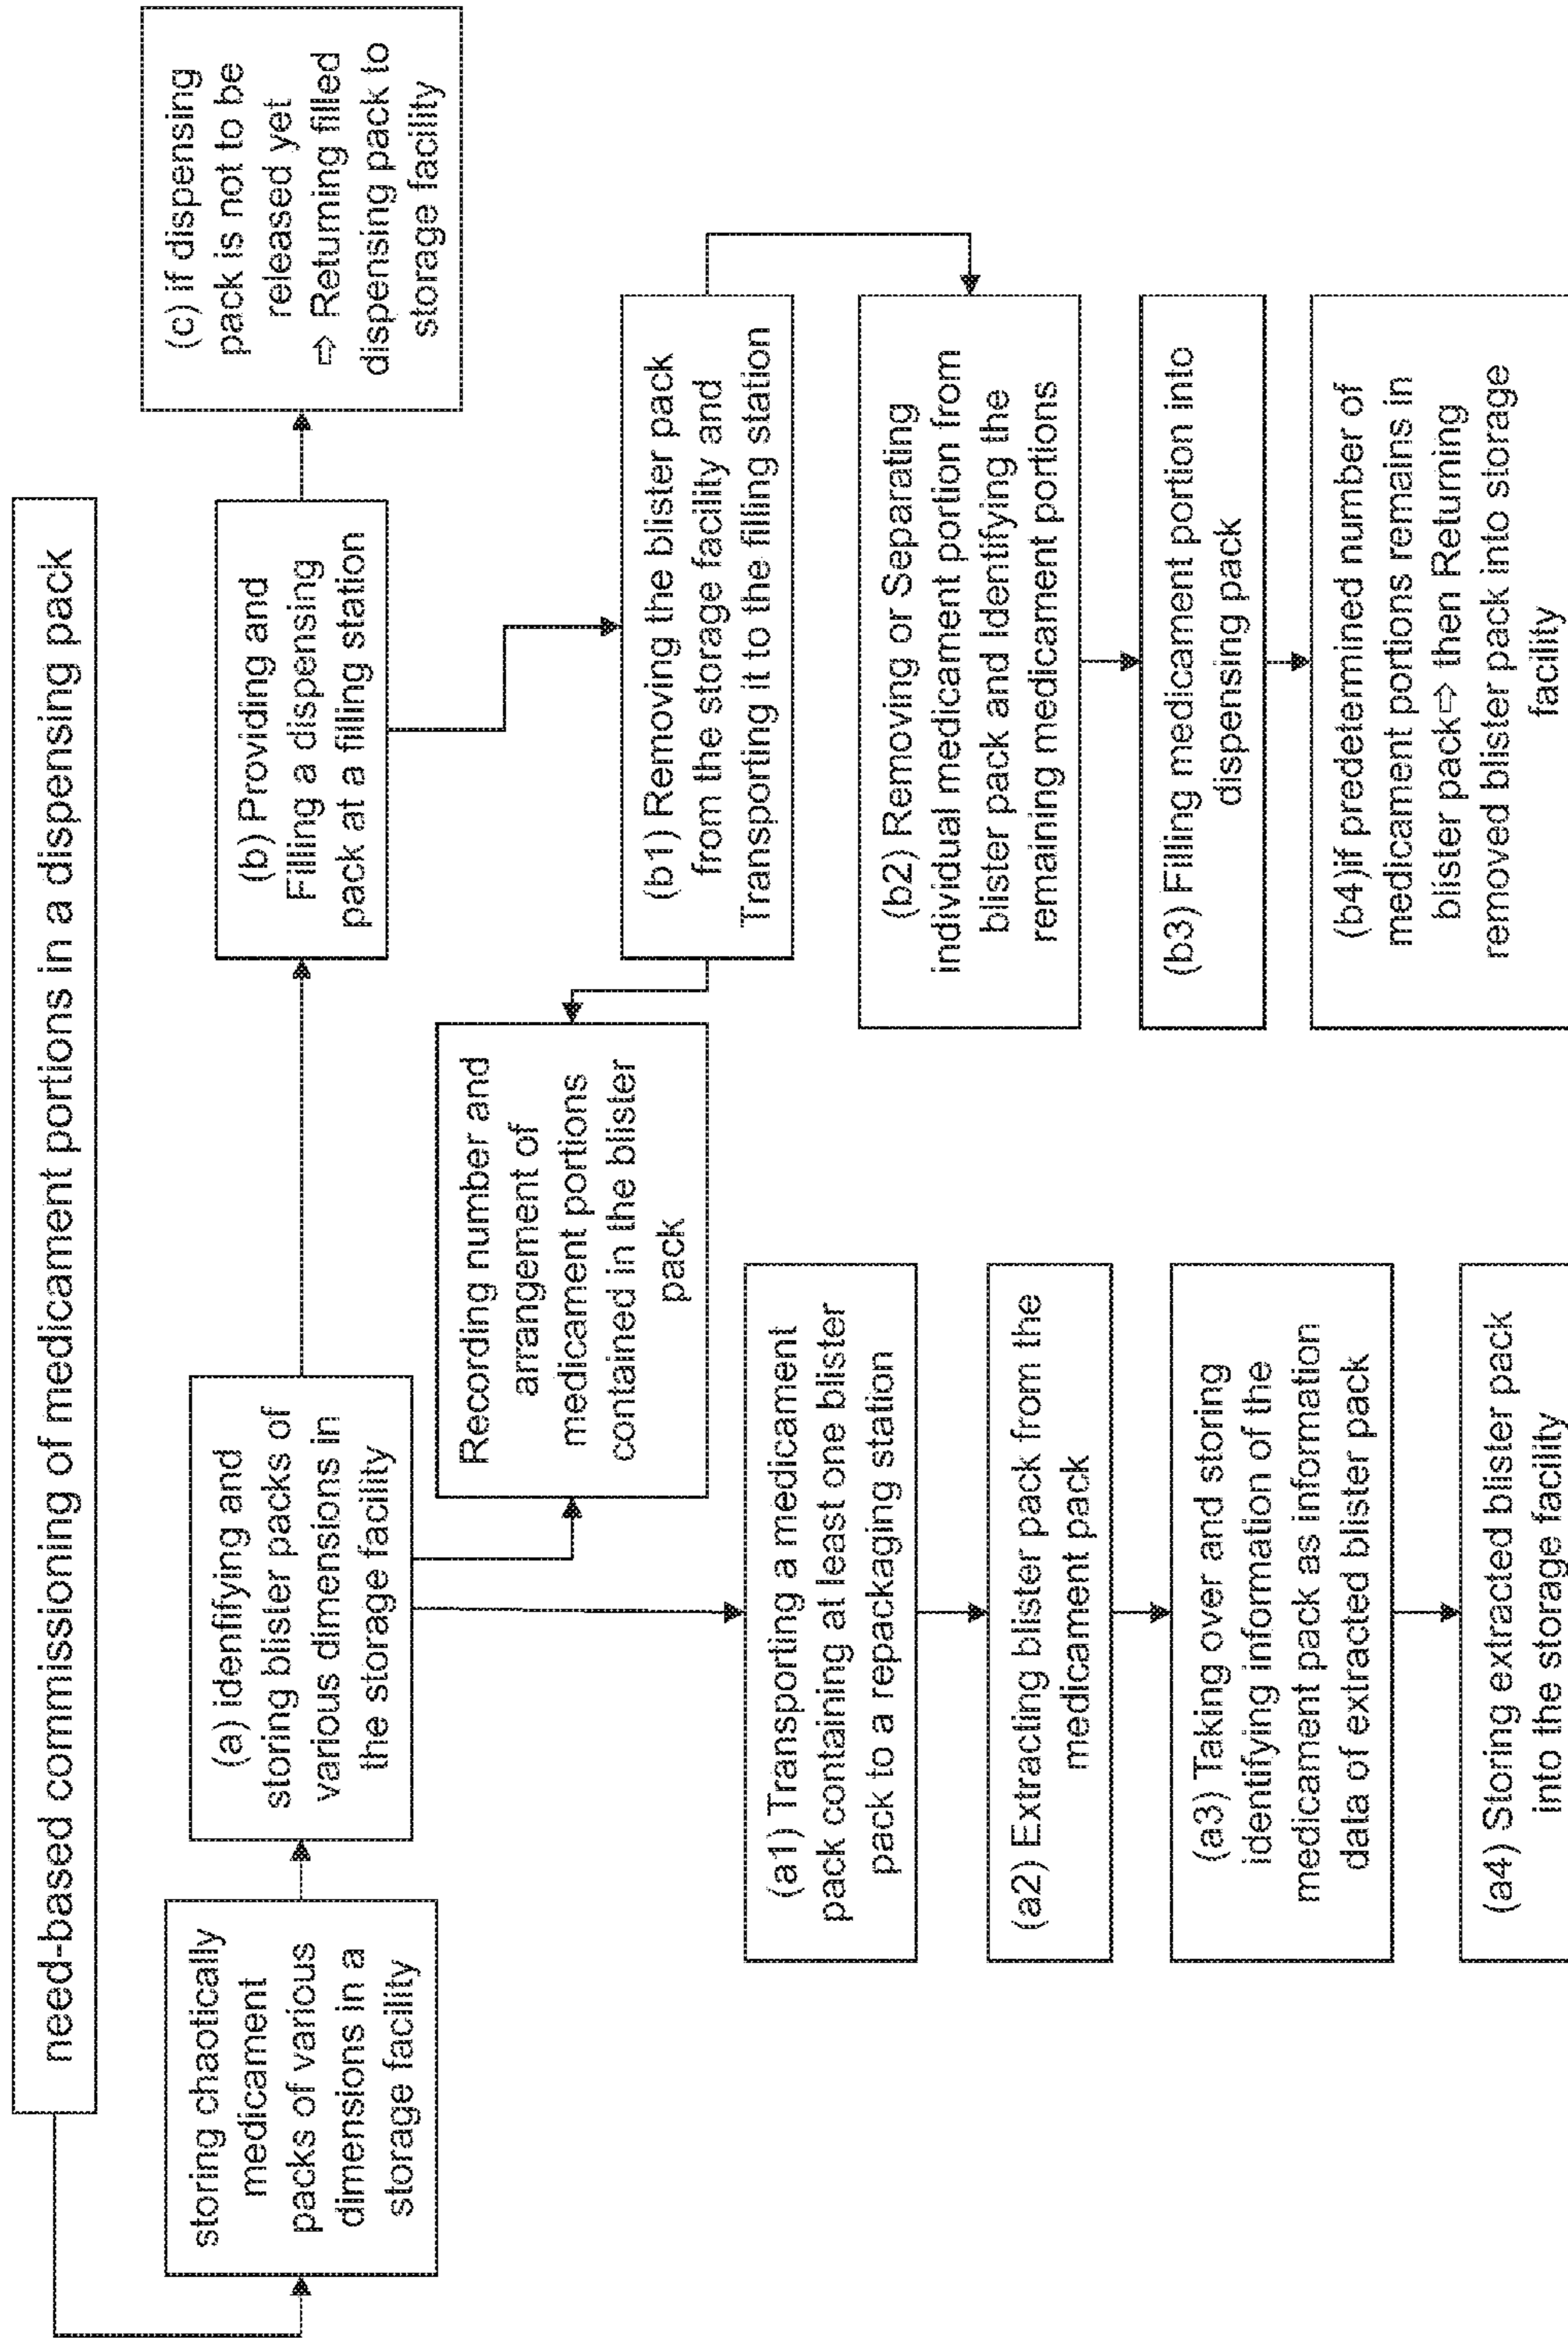 need-based commissioning of medicament portions in a dispensing pack
storing chaotically
medicament
packs of various
dimensions in a
storage facility
(a) idenfifying and
storing blister packs of
various dimensions in
the storage facility
(b) Providing and
Filling a dispensing
pack at a filling station
(c) if dispensing
pack is not to be
released yet
⇨ Returning filled
dispensing pack to
storage facility
Recording number and
arrangement of
medicament portions
contained in the blister
pack
(a1) Transporting a medicament
pack containing at least one blister
pack to a repackaging station
(a2) Extracting blister pack from the
medicament pack
(a3) Taking over and storing
identifying information of the
medicament pack as information
data of extracted blister pack
(a4) Storing extracted blister pack
into the storage facility
(b1) Removing the blister pack
from the storage facility and
Transporting it to the filling station
(b2) Removing or Separating
individual medicament portion from
blister pack and identifying the
remaining medicament portions
(b3) Filling medicament portion into
dispensing pack
(b4)if predetermined number of
medicament portions remains in
blister pack⇨ then Returning
removed blister pack into storage
facility